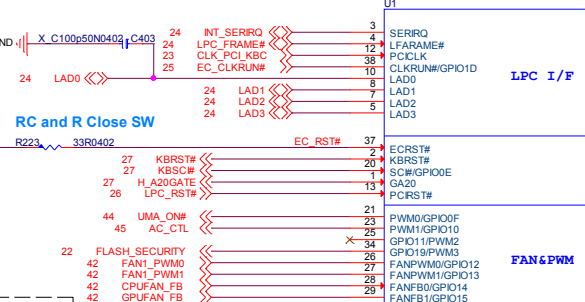 U1
24 INT_SERIRQ 3 SERIRQ
ND X_C100p50N0402 C403 24 LPC_FRAME# 4 LFARAME#
23 CLK_PCI_KBC 12 PCICLK
25 EC_CLKRUN# 38 CLKRUN#/GPIO1D
24 LAD0 10 LAD0
LPC I/F
24 LAD1 8 LAD1
24 LAD2 7 LAD2
24 LAD3 5 LAD3
RC and R Close SW
R223 33R0402 EC_RST# 37 ECRST#
27 KBRST# 2 KBRST#
27 KBSCI# 20 SCI#/GPIO0E
27 H_A20GATE 1 GA20
26 LPC_RST# 13 PCIRST#
44 UMA_ON# 21 PWM0/GPIO0F
45 AC_CTL 23 PWM1/GPIO10
25 GPIO11/PWM2
22 FLASH_SECURITY 34 GPIO19/PWM3
42 FAN1_PWM0 26 FANPWM0/GPIO12
FAN&PWM
42 FAN1_PWM1 27 FANPWM1/GPIO13
42 CPUFAN_FB 28 FANFB0/GPIO14
42 GPUFAN_FB 29 FANFB1/GPIO15